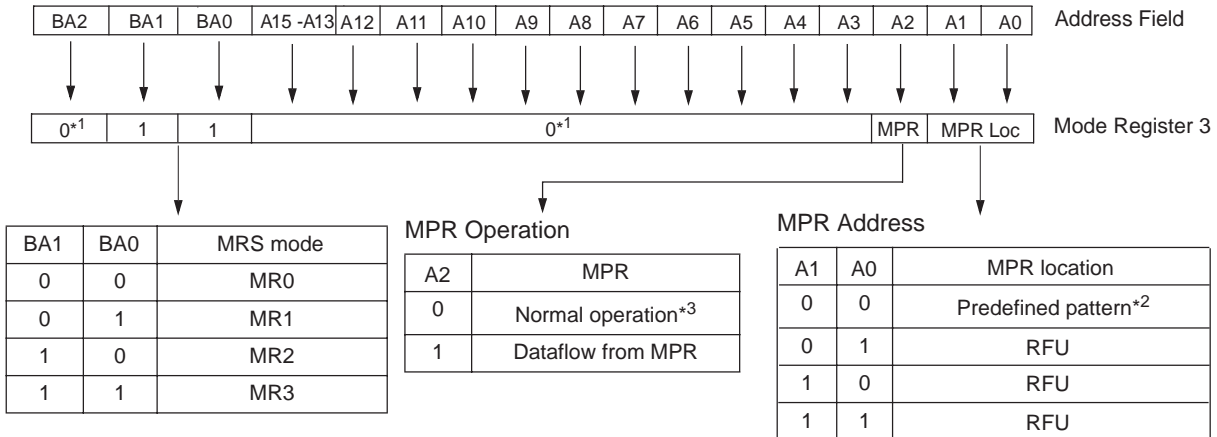 BA2 BA1 BA0 A15 -A13 A12 A11 A10 A9 A8 A7 A6 A5 A4 A3 A2 A1 A0 Address Field
0*1 1 1 0*1 MPR MPR Loc Mode Register 3
BA1 BA0 MRS mode
0 0 MR0
0 1 MR1
1 0 MR2
1 1 MR3
MPR Operation
A2 MPR
0 Normal operation*3
1 Dataflow from MPR
MPR Address
A1 A0 MPR location
0 0 Predefined pattern*2
0 1 RFU
1 0 RFU
1 1 RFU